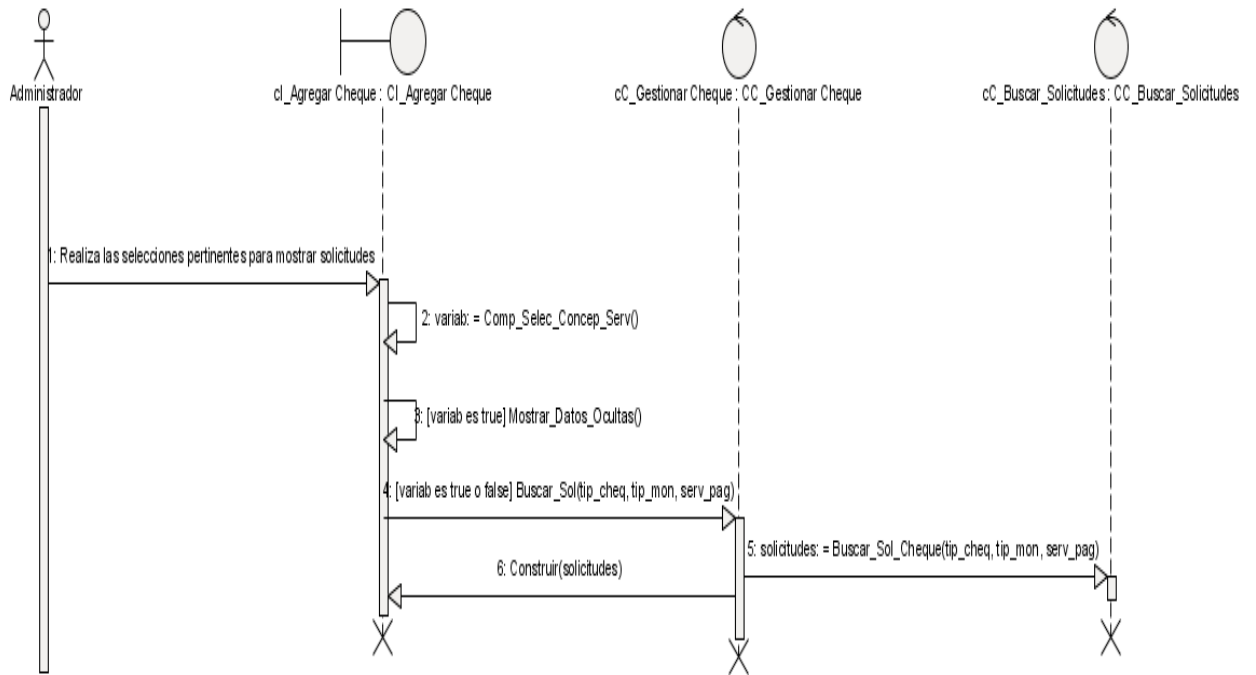 Administrador
cI_Agregar Cheque : CI_Agregar Cheque
cC_Gestionar Cheque : CC_Gestionar Cheque
cC_Buscar_Solicitudes : CC_Buscar_Solicitudes
1: Realiza las selecciones pertinentes para mostrar solicitudes
2: variab: = Comp_Selec_Concep_Serv()
3: [variab es true] Mostrar_Datos_Ocultas()
4: [variab es true o false] Buscar_Sol(tip_cheq, tip_mon, serv_pag)
5: solicitudes: = Buscar_Sol_Cheque(tip_cheq, tip_mon, serv_pag)
6: Construir(solicitudes)